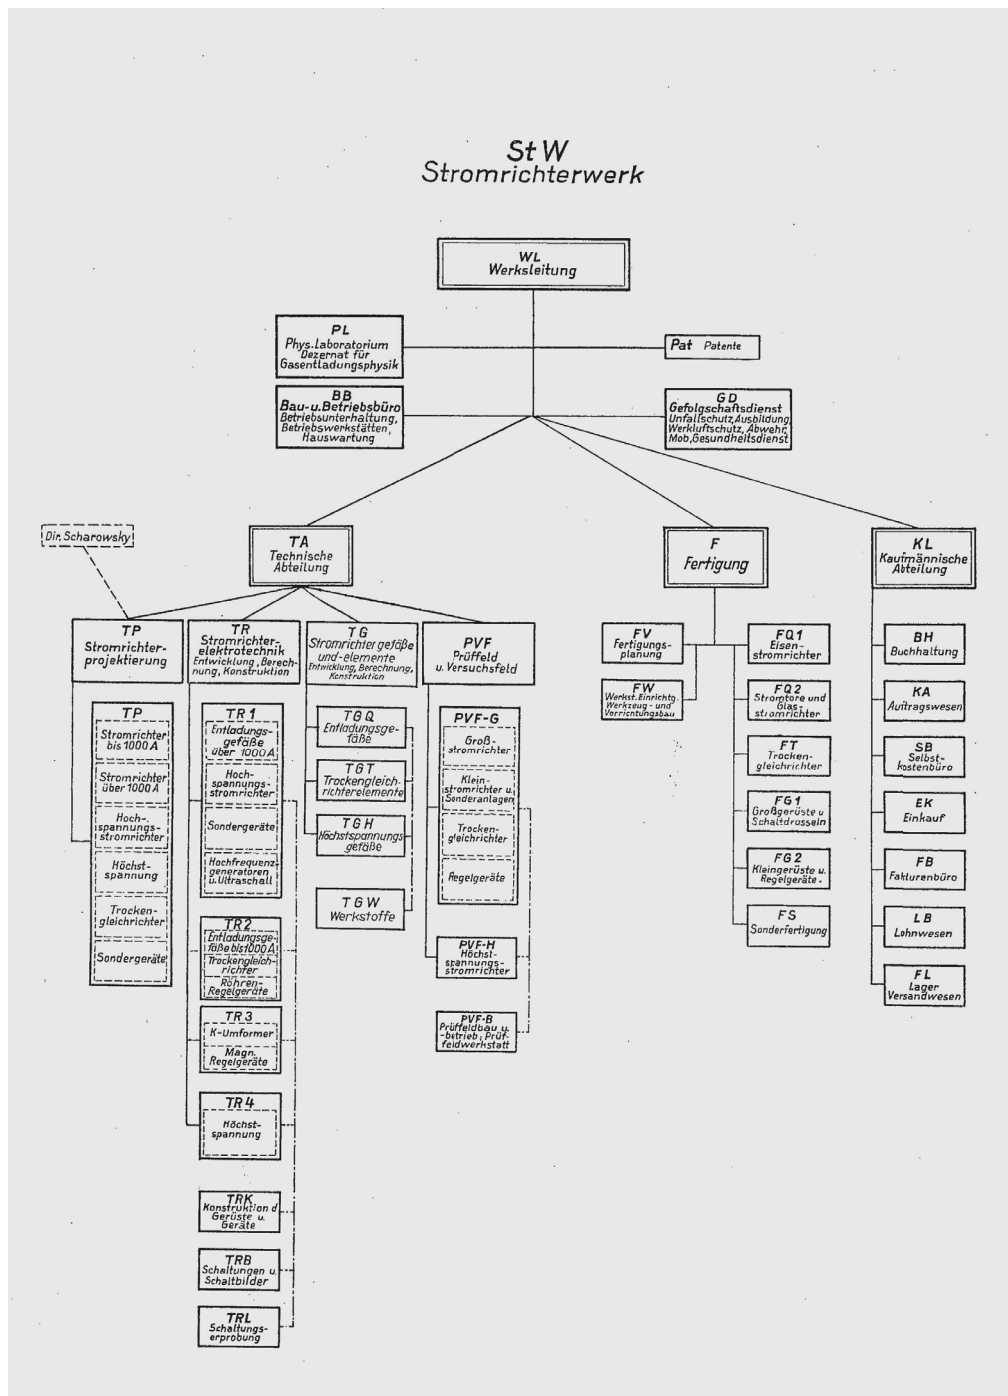 St W
Stromrichterwerk
WL
Werksleitung
PL
Phys. Laboratorium
Dezernat für
Gasentladungsphysik
Pat Patente
BB
Bau- u. Betriebsbüro
Betriebsunterhaltung,
Betriebswerkstätten,
Hauswartung
GD
Gefolgschaftsdienst
Unfallschutz, Ausbildung,
Werkluftschutz, Abwehr,
Mob, Gesundheitsdienst
Dir. Scharowsky
TA
Technische
Abteilung
F
Fertigung
KL
Kaufmännische
Abteilung
TP
Stromrichter-
projektierung
TR
Stromrichter-
elektrotechnik
Entwicklung, Berech-
nung, Konstruktion
TG
Stromrichtergefäße
und-elemente
Entwicklung, Berechnung,
Konstruktion
PVF
Prüffeld
u. Versuchsfeld
TP
Stromrichter
bis 1000 A
Stromrichter
über 1000 A
Hoch-
spannungs-
stromrichter
Höchst-
spannung
Trocken-
gleichrichter
Sondergeräte
TR 1
Entladungs-
gefäße
über 1000 A
Hoch-
spannungs-
stromrichter
Sondergeräte
Hochfrequenz-
generatoren
u. Ultraschall
TR2
Entladungsge-
fäße bis 1000 A
Trockengleich-
richter
Röhren-
Regelgeräte
TR 3
K-Umformer
Magn.
Regelgeräte
TR 4
Höchst-
spannung
TRK
Konstruktion d
Gerüste u.
Geräte
TRB
Schaltungen u.
Schaltbilder
TRL
Schaltungs-
erprobung
TGQ
Entladungsge-
fäße
TGT
Trockengleich-
richterelemente
TGH
Höchstspannungs
gefäße
TGW
Werkstoffe
PVF-G
Groß-
stromrichter
Klein-
stromrichter u.
Sonderanlagen
Trocken-
gleichrichter
Regelgeräte
PVF-H
Höchst-
spannungs-
stromrichter
PVF-B
Prüffeldbau u.
-betrieb, Prüf-
feldwerkstatt
FV
Fertigungs-
planung
FW
Werkst. Einrichtg.
Werkzeug- und
Vorrichtungsbau
FQ1
Eisen-
stromrichter
FQ2
Stromtore und
Glas-
stromrichter
FT
Trocken-
gleichrichter
FG1
Großgerüste u
Schaltdrosseln
FG2
Kleingerüste u.
Regelgeräte.
FS
Sonderfertigung
BH
Buchhaltung
KA
Auftragswesen
SB
Selbst-
kostenbüro
EK
Einkauf
FB
Fakturenbüro
LB
Lohnwesen
FL
Lager
Versandwesen